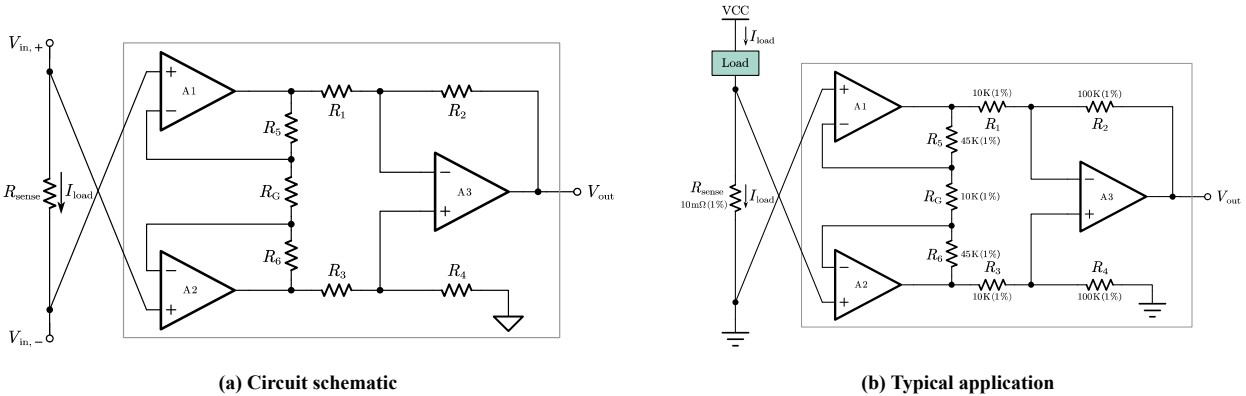 V_in,+
A1
+
−
R_1
R_2
R_5
R_sense
I_load
R_G
−
A3
+
V_out
R_6
−
A2
+
R_3
R_4
V_in,−
(a) Circuit schematic
VCC
I_load
Load
+
A1
−
10K(1%)
R_1
100K(1%)
R_2
R_5
45K(1%)
R_sense
10mΩ(1%)
I_load
R_G
10K(1%)
−
A3
+
V_out
R_6
45K(1%)
−
A2
+
R_3
10K(1%)
R_4
100K(1%)
(b) Typical application